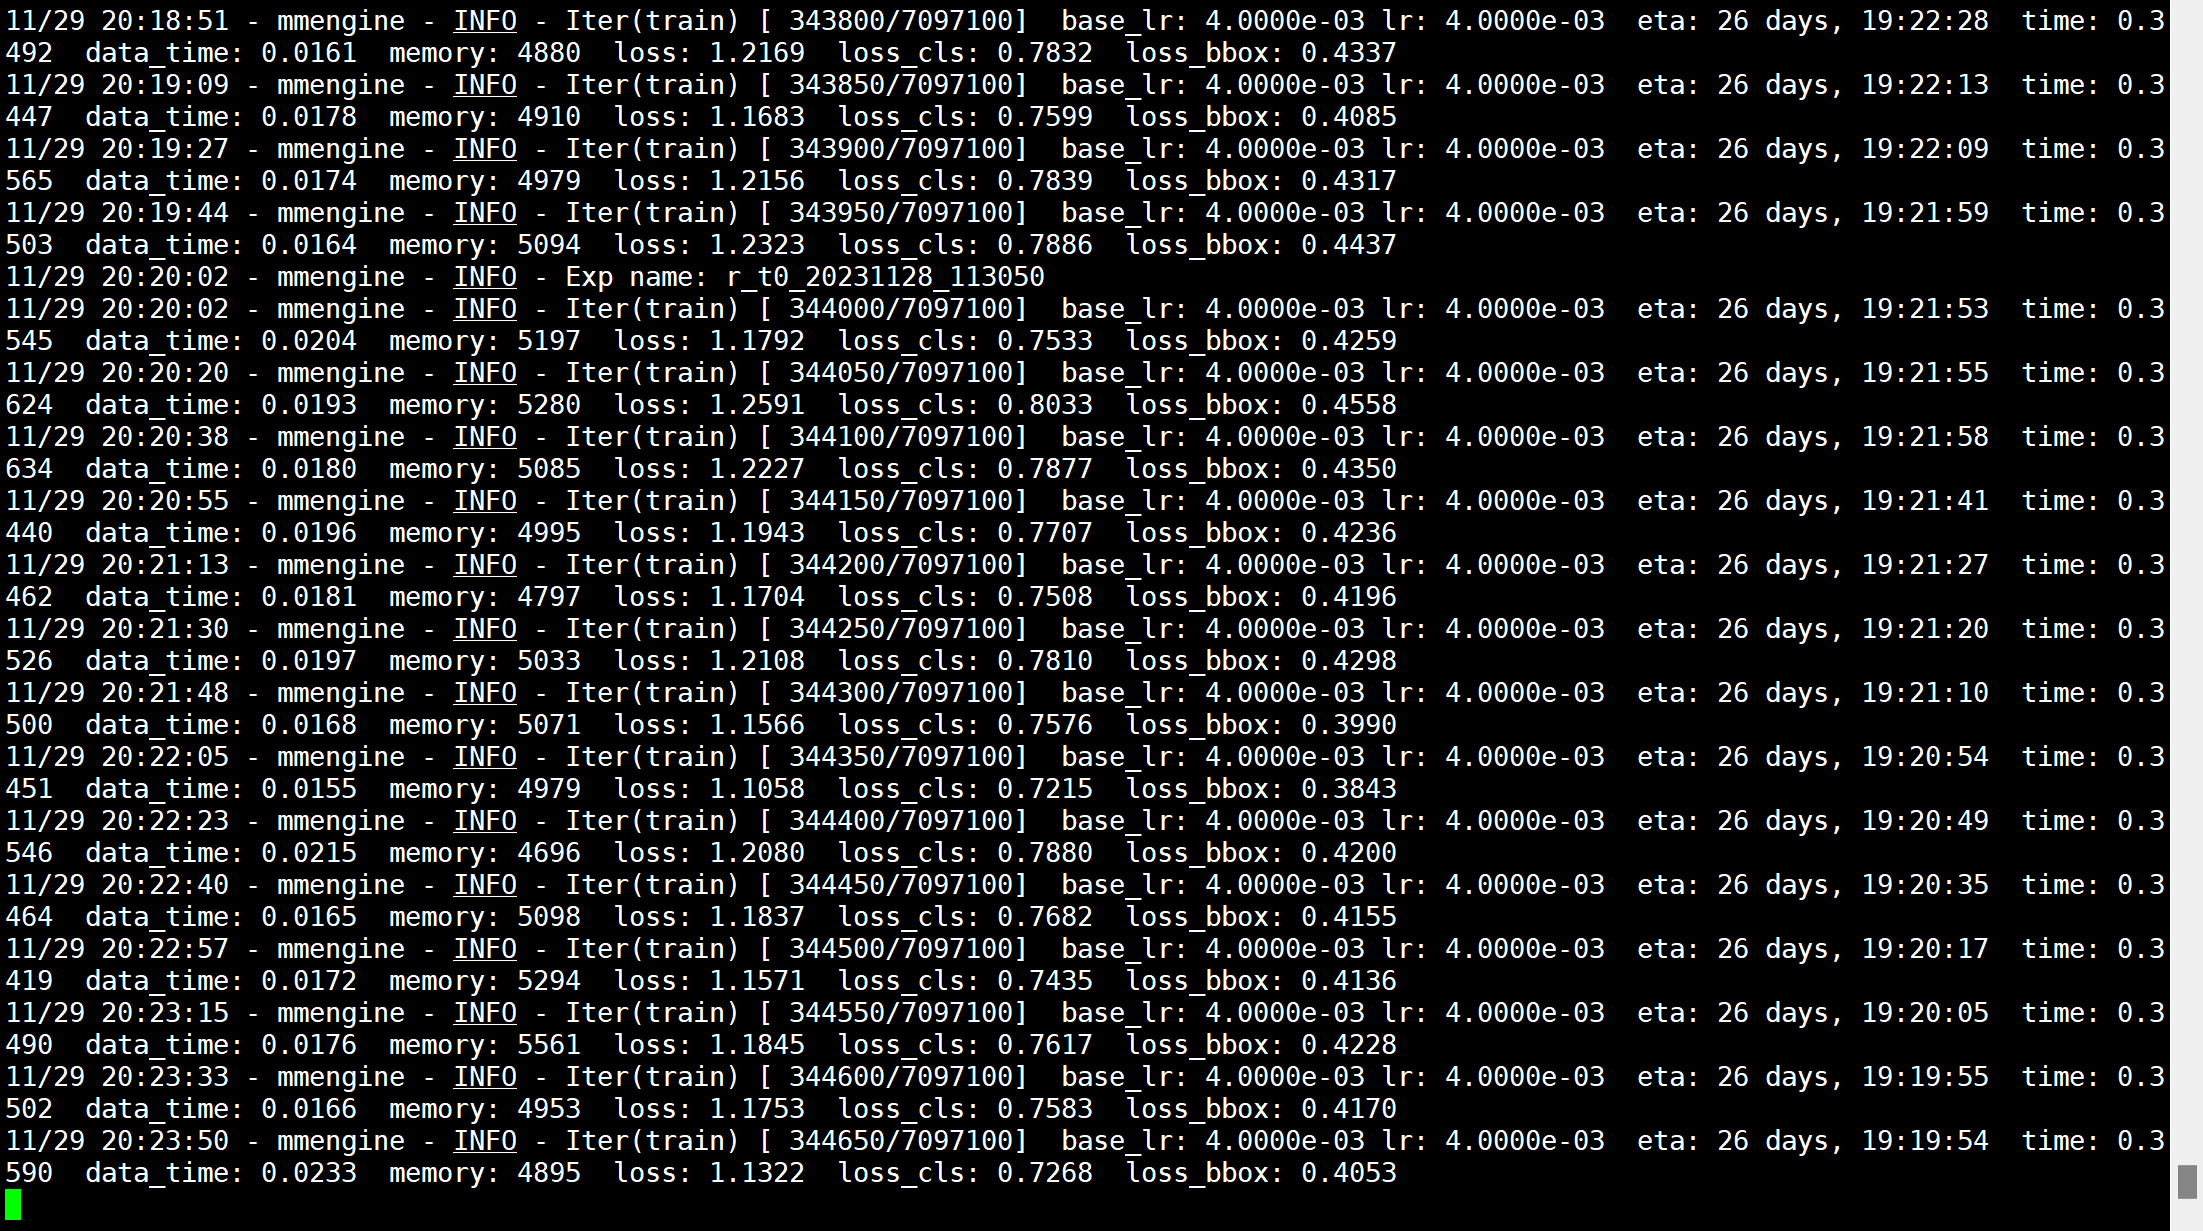 11/29 20:18:51 - mmengine - INFO - Iter(train) [ 343800/7097100]  base_lr: 4.0000e-03 lr: 4.0000e-03  eta: 26 days, 19:22:28  time: 0.3
492  data_time: 0.0161  memory: 4880  loss: 1.2169  loss_cls: 0.7832  loss_bbox: 0.4337
11/29 20:19:09 - mmengine - INFO - Iter(train) [ 343850/7097100]  base_lr: 4.0000e-03 lr: 4.0000e-03  eta: 26 days, 19:22:13  time: 0.3
447  data_time: 0.0178  memory: 4910  loss: 1.1683  loss_cls: 0.7599  loss_bbox: 0.4085
11/29 20:19:27 - mmengine - INFO - Iter(train) [ 343900/7097100]  base_lr: 4.0000e-03 lr: 4.0000e-03  eta: 26 days, 19:22:09  time: 0.3
565  data_time: 0.0174  memory: 4979  loss: 1.2156  loss_cls: 0.7839  loss_bbox: 0.4317
11/29 20:19:44 - mmengine - INFO - Iter(train) [ 343950/7097100]  base_lr: 4.0000e-03 lr: 4.0000e-03  eta: 26 days, 19:21:59  time: 0.3
503  data_time: 0.0164  memory: 5094  loss: 1.2323  loss_cls: 0.7886  loss_bbox: 0.4437
11/29 20:20:02 - mmengine - INFO - Exp name: r_t0_20231128_113050
11/29 20:20:02 - mmengine - INFO - Iter(train) [ 344000/7097100]  base_lr: 4.0000e-03 lr: 4.0000e-03  eta: 26 days, 19:21:53  time: 0.3
545  data_time: 0.0204  memory: 5197  loss: 1.1792  loss_cls: 0.7533  loss_bbox: 0.4259
11/29 20:20:20 - mmengine - INFO - Iter(train) [ 344050/7097100]  base_lr: 4.0000e-03 lr: 4.0000e-03  eta: 26 days, 19:21:55  time: 0.3
624  data_time: 0.0193  memory: 5280  loss: 1.2591  loss_cls: 0.8033  loss_bbox: 0.4558
11/29 20:20:38 - mmengine - INFO - Iter(train) [ 344100/7097100]  base_lr: 4.0000e-03 lr: 4.0000e-03  eta: 26 days, 19:21:58  time: 0.3
634  data_time: 0.0180  memory: 5085  loss: 1.2227  loss_cls: 0.7877  loss_bbox: 0.4350
11/29 20:20:55 - mmengine - INFO - Iter(train) [ 344150/7097100]  base_lr: 4.0000e-03 lr: 4.0000e-03  eta: 26 days, 19:21:41  time: 0.3
440  data_time: 0.0196  memory: 4995  loss: 1.1943  loss_cls: 0.7707  loss_bbox: 0.4236
11/29 20:21:13 - mmengine - INFO - Iter(train) [ 344200/7097100]  base_lr: 4.0000e-03 lr: 4.0000e-03  eta: 26 days, 19:21:27  time: 0.3
462  data_time: 0.0181  memory: 4797  loss: 1.1704  loss_cls: 0.7508  loss_bbox: 0.4196
11/29 20:21:30 - mmengine - INFO - Iter(train) [ 344250/7097100]  base_lr: 4.0000e-03 lr: 4.0000e-03  eta: 26 days, 19:21:20  time: 0.3
526  data_time: 0.0197  memory: 5033  loss: 1.2108  loss_cls: 0.7810  loss_bbox: 0.4298
11/29 20:21:48 - mmengine - INFO - Iter(train) [ 344300/7097100]  base_lr: 4.0000e-03 lr: 4.0000e-03  eta: 26 days, 19:21:10  time: 0.3
500  data_time: 0.0168  memory: 5071  loss: 1.1566  loss_cls: 0.7576  loss_bbox: 0.3990
11/29 20:22:05 - mmengine - INFO - Iter(train) [ 344350/7097100]  base_lr: 4.0000e-03 lr: 4.0000e-03  eta: 26 days, 19:20:54  time: 0.3
451  data_time: 0.0155  memory: 4979  loss: 1.1058  loss_cls: 0.7215  loss_bbox: 0.3843
11/29 20:22:23 - mmengine - INFO - Iter(train) [ 344400/7097100]  base_lr: 4.0000e-03 lr: 4.0000e-03  eta: 26 days, 19:20:49  time: 0.3
546  data_time: 0.0215  memory: 4696  loss: 1.2080  loss_cls: 0.7880  loss_bbox: 0.4200
11/29 20:22:40 - mmengine - INFO - Iter(train) [ 344450/7097100]  base_lr: 4.0000e-03 lr: 4.0000e-03  eta: 26 days, 19:20:35  time: 0.3
464  data_time: 0.0165  memory: 5098  loss: 1.1837  loss_cls: 0.7682  loss_bbox: 0.4155
11/29 20:22:57 - mmengine - INFO - Iter(train) [ 344500/7097100]  base_lr: 4.0000e-03 lr: 4.0000e-03  eta: 26 days, 19:20:17  time: 0.3
419  data_time: 0.0172  memory: 5294  loss: 1.1571  loss_cls: 0.7435  loss_bbox: 0.4136
11/29 20:23:15 - mmengine - INFO - Iter(train) [ 344550/7097100]  base_lr: 4.0000e-03 lr: 4.0000e-03  eta: 26 days, 19:20:05  time: 0.3
490  data_time: 0.0176  memory: 5561  loss: 1.1845  loss_cls: 0.7617  loss_bbox: 0.4228
11/29 20:23:33 - mmengine - INFO - Iter(train) [ 344600/7097100]  base_lr: 4.0000e-03 lr: 4.0000e-03  eta: 26 days, 19:19:55  time: 0.3
502  data_time: 0.0166  memory: 4953  loss: 1.1753  loss_cls: 0.7583  loss_bbox: 0.4170
11/29 20:23:50 - mmengine - INFO - Iter(train) [ 344650/7097100]  base_lr: 4.0000e-03 lr: 4.0000e-03  eta: 26 days, 19:19:54  time: 0.3
590  data_time: 0.0233  memory: 4895  loss: 1.1322  loss_cls: 0.7268  loss_bbox: 0.4053